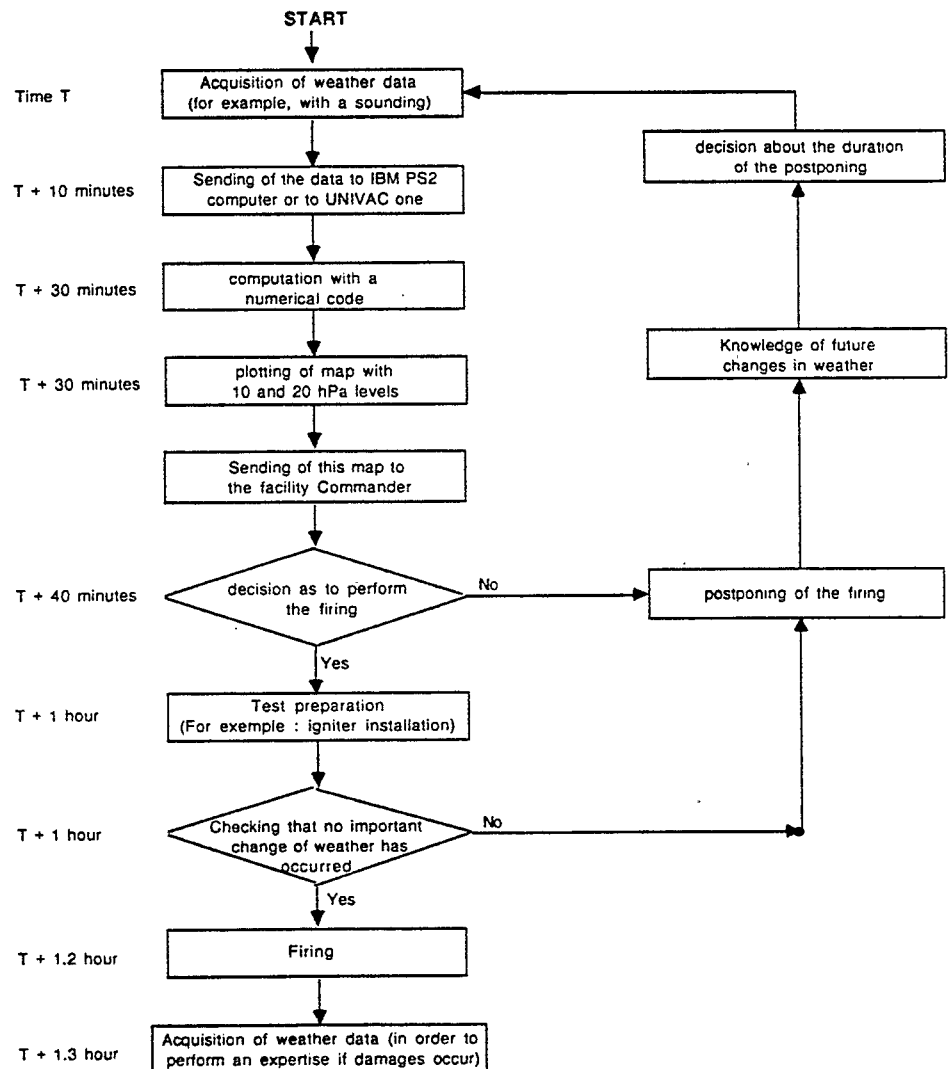 START
Time T
Acquisition of weather data
(for example, with a sounding)
T + 10 minutes
Sending of the data to IBM PS2
computer or to UNIVAC one
T + 30 minutes
computation with a
numerical code
T + 30 minutes
plotting of map with
10 and 20 hPa levels
Sending of this map to
the facility Commander
T + 40 minutes
decision as to perform
the firing
No
Yes
T + 1 hour
Test preparation
(For exemple : igniter installation)
T + 1 hour
Checking that no important
change of weather has
occurred
No
Yes
T + 1.2 hour
Firing
T + 1.3 hour
Acquisition of weather data (in order to
perform an expertise if damages occur)
decision about the duration
of the postponing
Knowledge of future
changes in weather
postponing of the firing